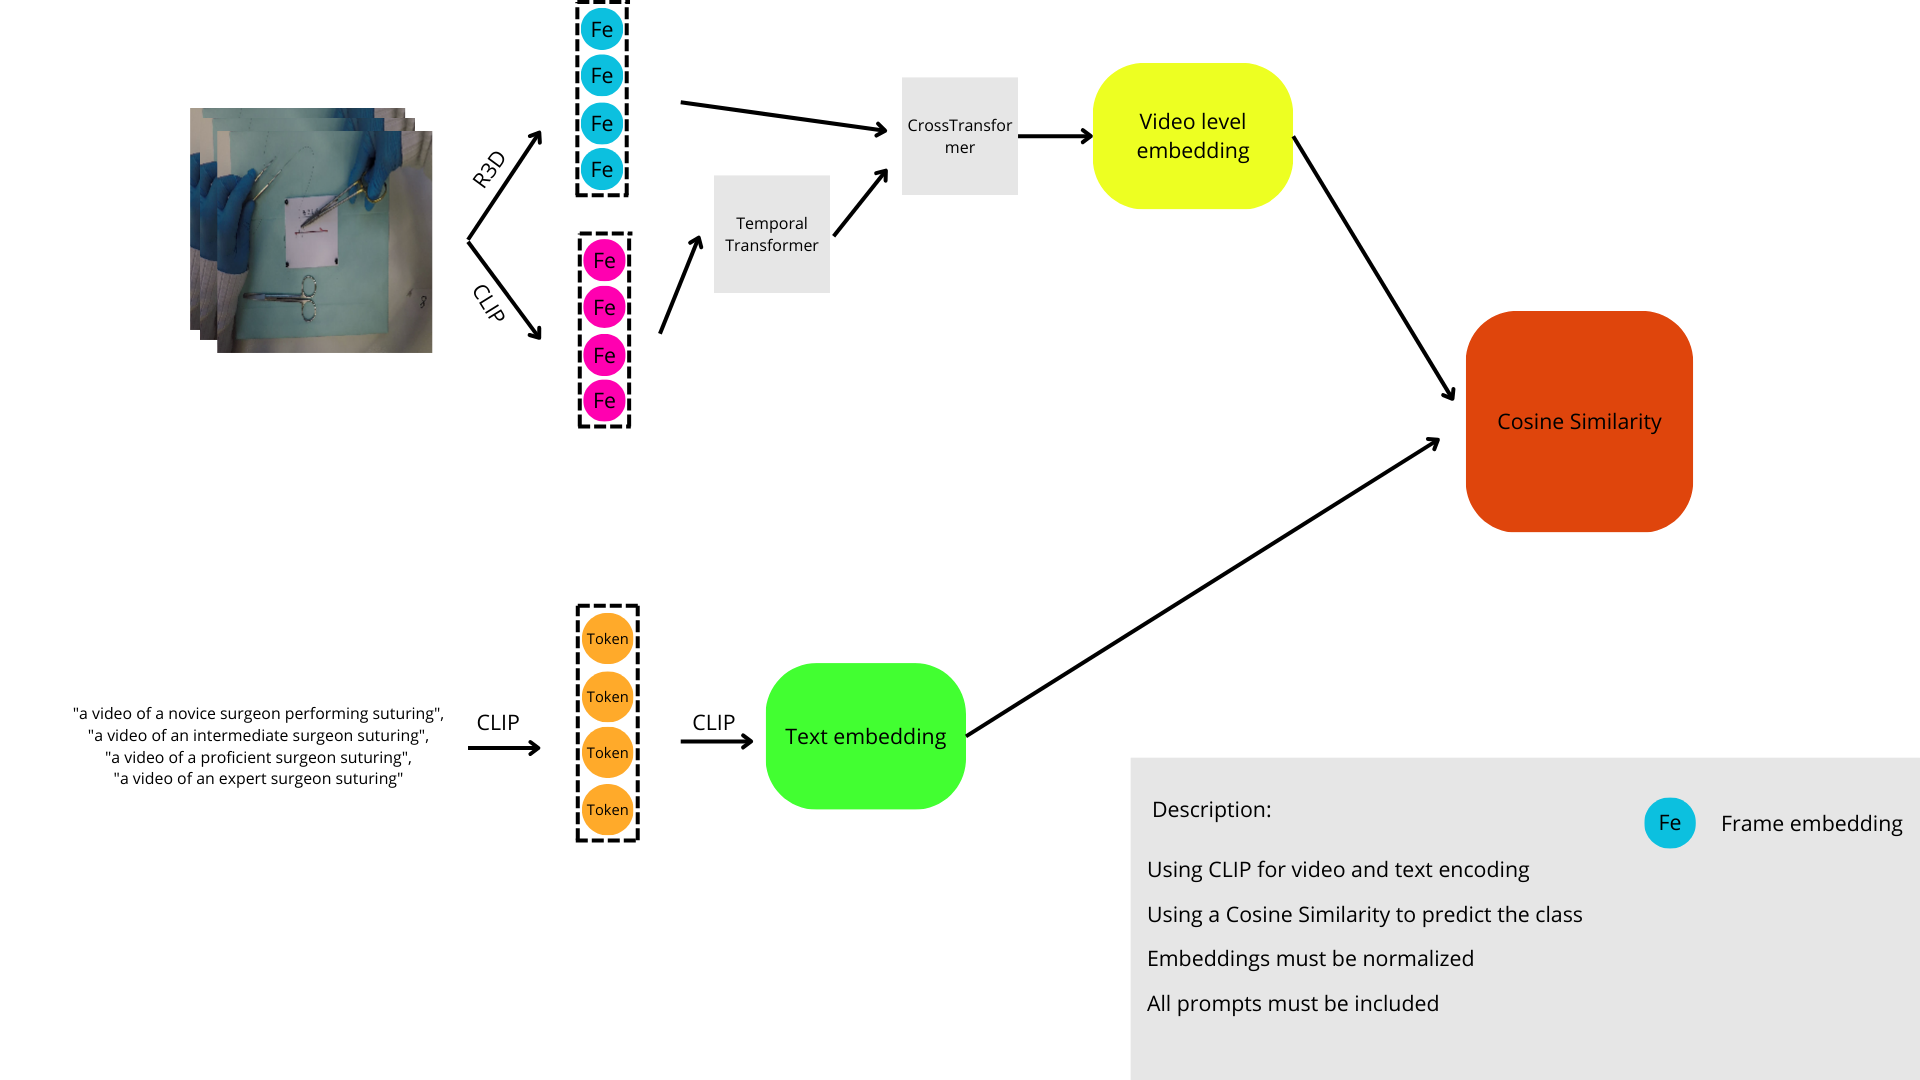 Fe
Fe
Fe
Fe
R3D
CLIP
Fe
Fe
Fe
Fe
Temporal
Transformer
CrossTransfor
mer
Video level
embedding
Cosine Similarity
"a video of a novice surgeon performing suturing",
"a video of an intermediate surgeon suturing",
"a video of a proficient surgeon suturing",
"a video of an expert surgeon suturing"
CLIP
Token
Token
Token
Token
CLIP
Text embedding
Description:
Fe
Frame embedding
Using CLIP for video and text encoding
Using a Cosine Similarity to predict the class
Embeddings must be normalized
All prompts must be included